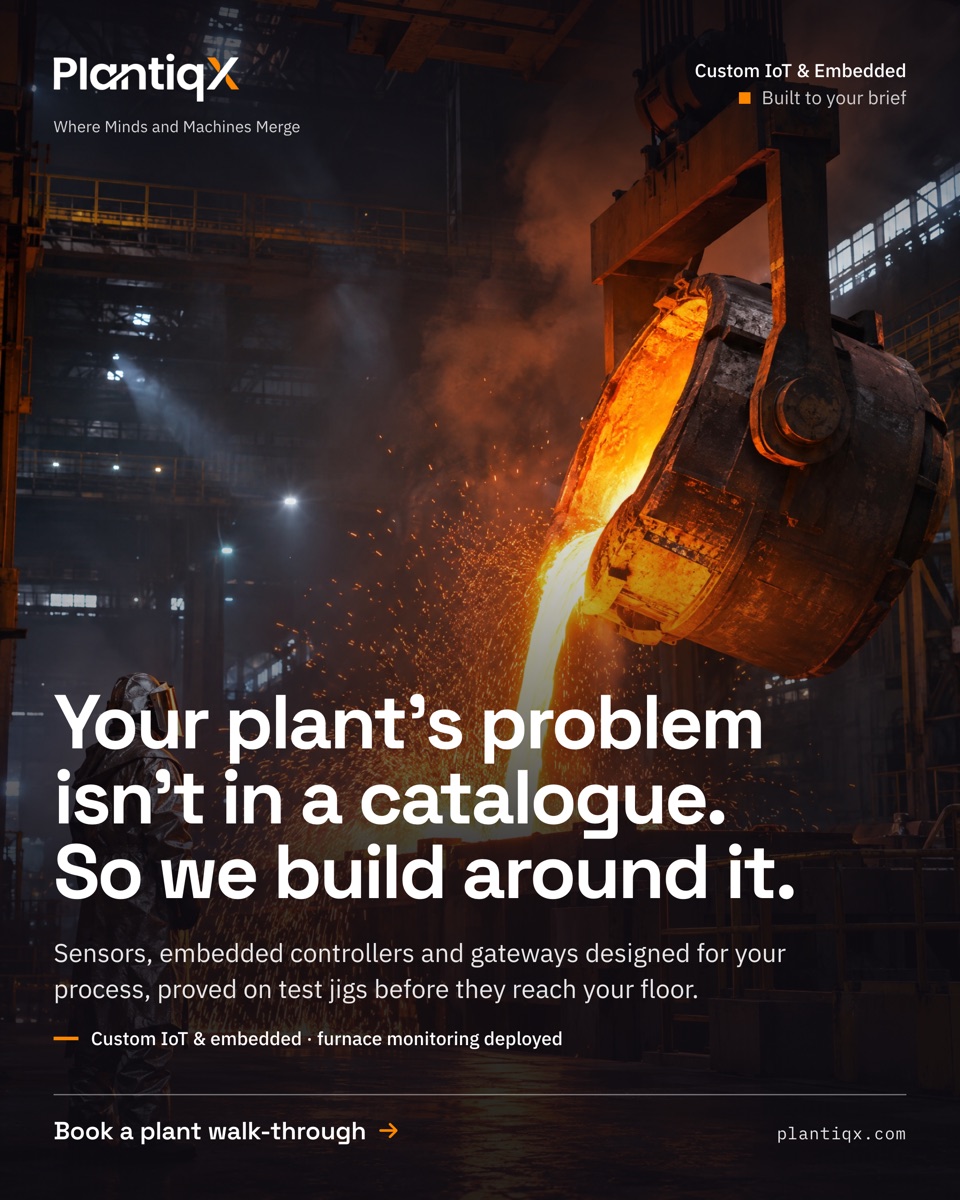 PlantiqX
Where Minds and Machines Merge
Custom IoT & Embedded
Built to your brief
Your plant’s problem
isn’t in a catalogue.
So we build around it.
Sensors, embedded controllers and gateways designed for your
process, proved on test jigs before they reach your floor.
Custom IoT & embedded · furnace monitoring deployed
Book a plant walk-through →
plantiqx.com